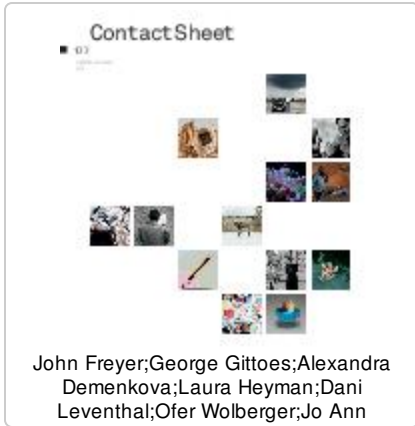 ContactSheet
John Freyer;George Gittoes;Alexandra
Demenkova;Laura Heyman;Dani
Leventhal;Ofer Wolberger;Jo Ann